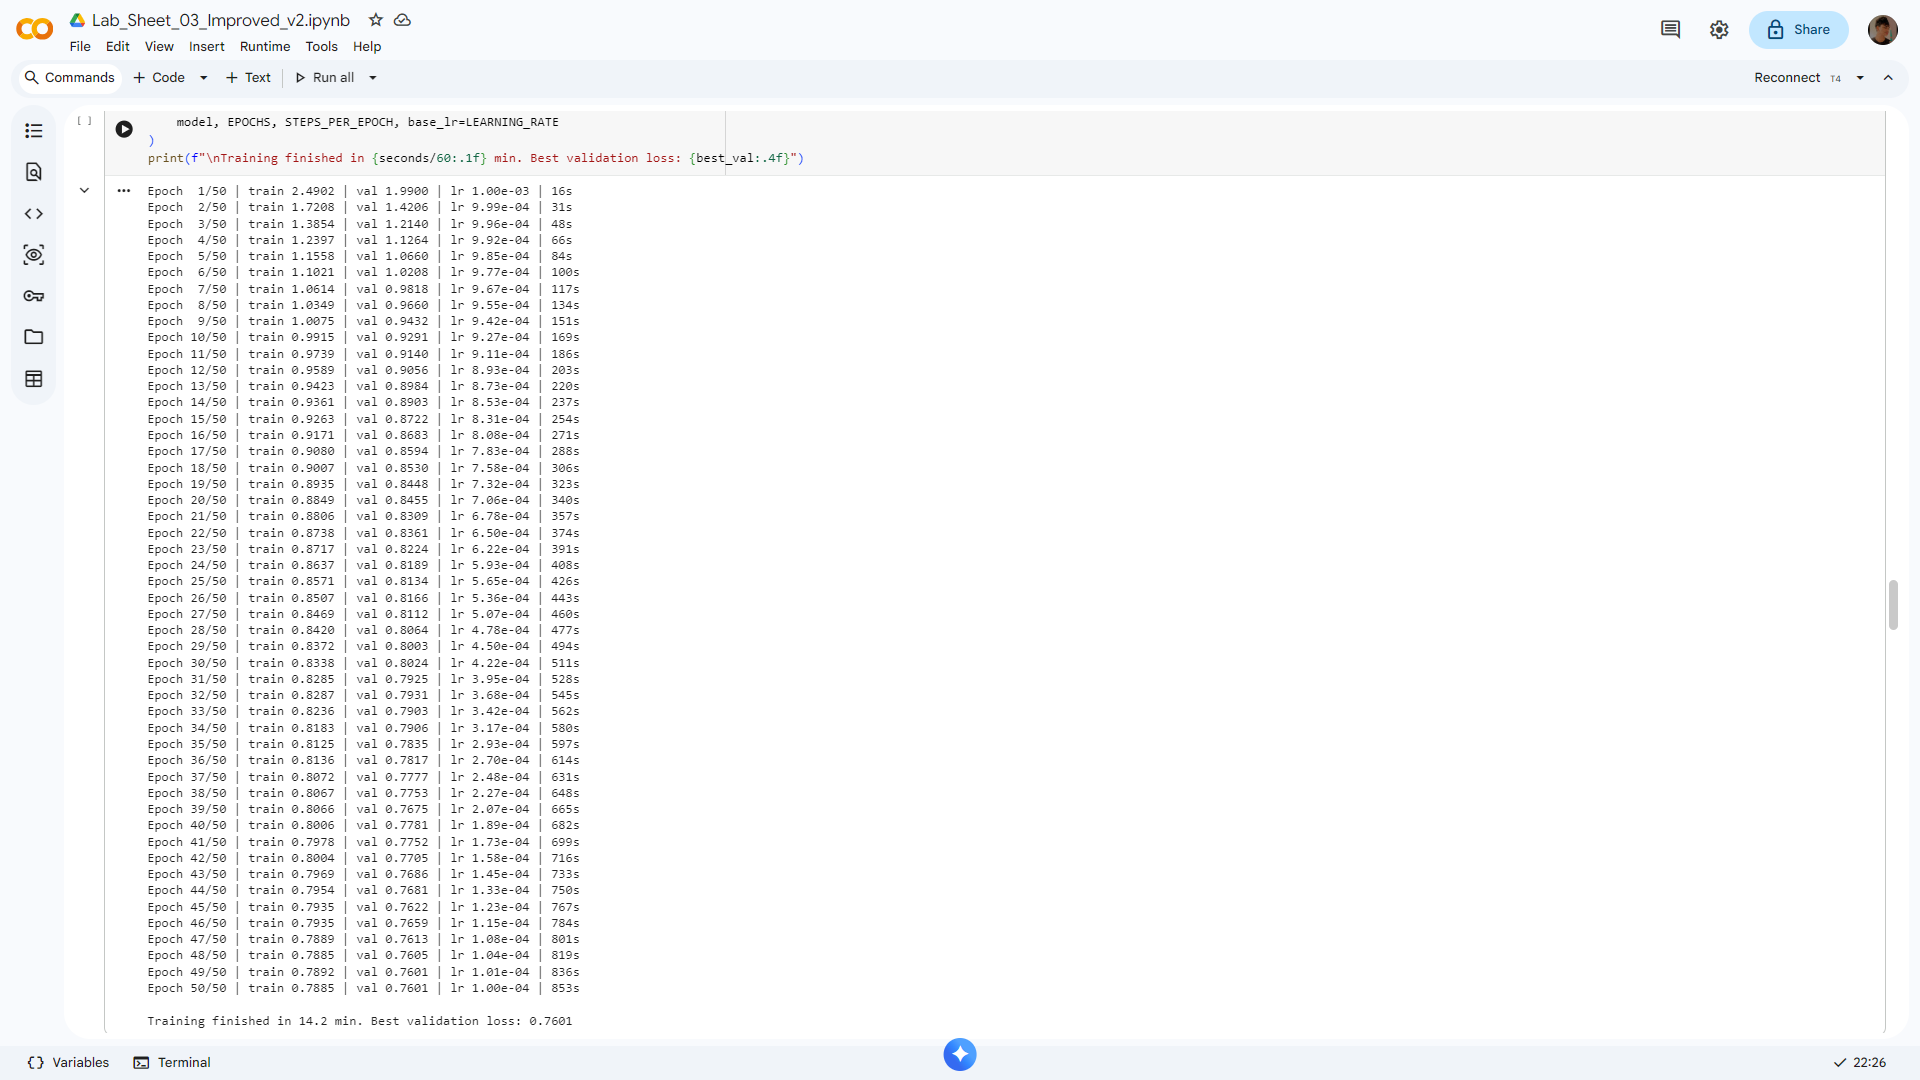 Lab_Sheet_03_Improved_v2.ipynb
File Edit View Insert Runtime Tools Help
Share
Commands + Code + Text Run all
Reconnect T4
[ ]
model, EPOCHS, STEPS_PER_EPOCH, base_lr=LEARNING_RATE
)
print(f"\nTraining finished in {seconds/60:.1f} min. Best validation loss: {best_val:.4f}")
Epoch  1/50 | train 2.4902 | val 1.9900 | lr 1.00e-03 | 16s
Epoch  2/50 | train 1.7208 | val 1.4206 | lr 9.99e-04 | 31s
Epoch  3/50 | train 1.3854 | val 1.2140 | lr 9.96e-04 | 48s
Epoch  4/50 | train 1.2397 | val 1.1264 | lr 9.92e-04 | 66s
Epoch  5/50 | train 1.1558 | val 1.0660 | lr 9.85e-04 | 84s
Epoch  6/50 | train 1.1021 | val 1.0208 | lr 9.77e-04 | 100s
Epoch  7/50 | train 1.0614 | val 0.9818 | lr 9.67e-04 | 117s
Epoch  8/50 | train 1.0349 | val 0.9660 | lr 9.55e-04 | 134s
Epoch  9/50 | train 1.0075 | val 0.9432 | lr 9.42e-04 | 151s
Epoch 10/50 | train 0.9915 | val 0.9291 | lr 9.27e-04 | 169s
Epoch 11/50 | train 0.9739 | val 0.9140 | lr 9.11e-04 | 186s
Epoch 12/50 | train 0.9589 | val 0.9056 | lr 8.93e-04 | 203s
Epoch 13/50 | train 0.9423 | val 0.8984 | lr 8.73e-04 | 220s
Epoch 14/50 | train 0.9361 | val 0.8903 | lr 8.53e-04 | 237s
Epoch 15/50 | train 0.9263 | val 0.8722 | lr 8.31e-04 | 254s
Epoch 16/50 | train 0.9171 | val 0.8683 | lr 8.08e-04 | 271s
Epoch 17/50 | train 0.9080 | val 0.8594 | lr 7.83e-04 | 288s
Epoch 18/50 | train 0.9007 | val 0.8530 | lr 7.58e-04 | 306s
Epoch 19/50 | train 0.8935 | val 0.8448 | lr 7.32e-04 | 323s
Epoch 20/50 | train 0.8849 | val 0.8455 | lr 7.06e-04 | 340s
Epoch 21/50 | train 0.8806 | val 0.8309 | lr 6.78e-04 | 357s
Epoch 22/50 | train 0.8738 | val 0.8361 | lr 6.50e-04 | 374s
Epoch 23/50 | train 0.8717 | val 0.8224 | lr 6.22e-04 | 391s
Epoch 24/50 | train 0.8637 | val 0.8189 | lr 5.93e-04 | 408s
Epoch 25/50 | train 0.8571 | val 0.8134 | lr 5.65e-04 | 426s
Epoch 26/50 | train 0.8507 | val 0.8166 | lr 5.36e-04 | 443s
Epoch 27/50 | train 0.8469 | val 0.8112 | lr 5.07e-04 | 460s
Epoch 28/50 | train 0.8420 | val 0.8064 | lr 4.78e-04 | 477s
Epoch 29/50 | train 0.8372 | val 0.8003 | lr 4.50e-04 | 494s
Epoch 30/50 | train 0.8338 | val 0.8024 | lr 4.22e-04 | 511s
Epoch 31/50 | train 0.8285 | val 0.7925 | lr 3.95e-04 | 528s
Epoch 32/50 | train 0.8287 | val 0.7931 | lr 3.68e-04 | 545s
Epoch 33/50 | train 0.8236 | val 0.7903 | lr 3.42e-04 | 562s
Epoch 34/50 | train 0.8183 | val 0.7906 | lr 3.17e-04 | 580s
Epoch 35/50 | train 0.8125 | val 0.7835 | lr 2.93e-04 | 597s
Epoch 36/50 | train 0.8136 | val 0.7817 | lr 2.70e-04 | 614s
Epoch 37/50 | train 0.8072 | val 0.7777 | lr 2.48e-04 | 631s
Epoch 38/50 | train 0.8067 | val 0.7753 | lr 2.27e-04 | 648s
Epoch 39/50 | train 0.8066 | val 0.7675 | lr 2.07e-04 | 665s
Epoch 40/50 | train 0.8006 | val 0.7781 | lr 1.89e-04 | 682s
Epoch 41/50 | train 0.7978 | val 0.7752 | lr 1.73e-04 | 699s
Epoch 42/50 | train 0.8004 | val 0.7705 | lr 1.58e-04 | 716s
Epoch 43/50 | train 0.7969 | val 0.7686 | lr 1.45e-04 | 733s
Epoch 44/50 | train 0.7954 | val 0.7681 | lr 1.33e-04 | 750s
Epoch 45/50 | train 0.7935 | val 0.7622 | lr 1.23e-04 | 767s
Epoch 46/50 | train 0.7935 | val 0.7659 | lr 1.15e-04 | 784s
Epoch 47/50 | train 0.7889 | val 0.7613 | lr 1.08e-04 | 801s
Epoch 48/50 | train 0.7885 | val 0.7605 | lr 1.04e-04 | 819s
Epoch 49/50 | train 0.7892 | val 0.7601 | lr 1.01e-04 | 836s
Epoch 50/50 | train 0.7885 | val 0.7601 | lr 1.00e-04 | 853s
Training finished in 14.2 min. Best validation loss: 0.7601
Variables Terminal
22:26